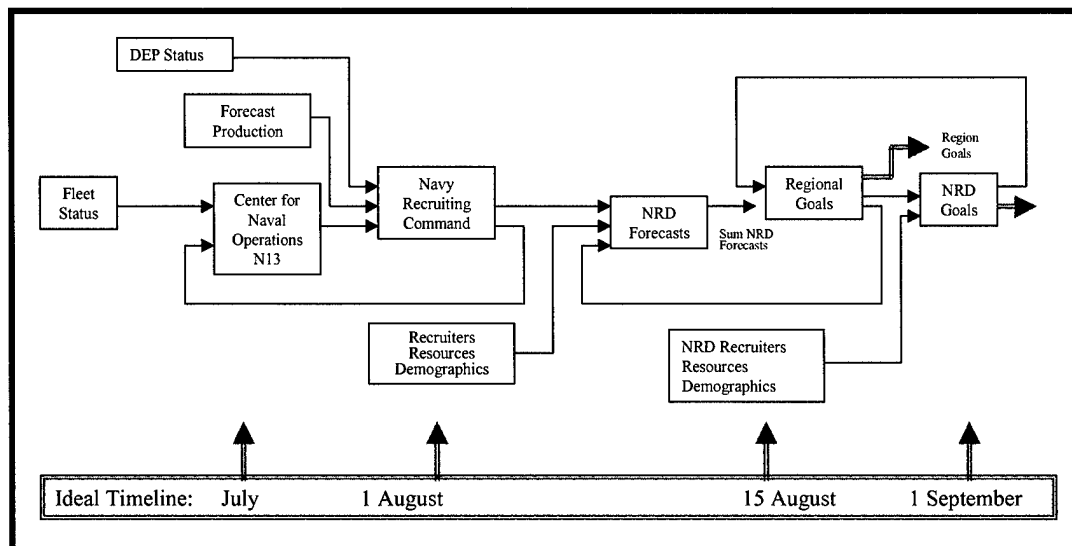 DEP Status
Forecast
Production
Fleet
Status
Center for
Naval
Operations
N13
Navy
Recruiting
Command
Recruiters
Resources
Demographics
NRD
Forecasts
Sum NRD
Forecasts
Regional
Goals
Region
Goals
NRD
Goals
NRD Recruiters
Resources
Demographics
Ideal Timeline: July 1 August 15 August 1 September